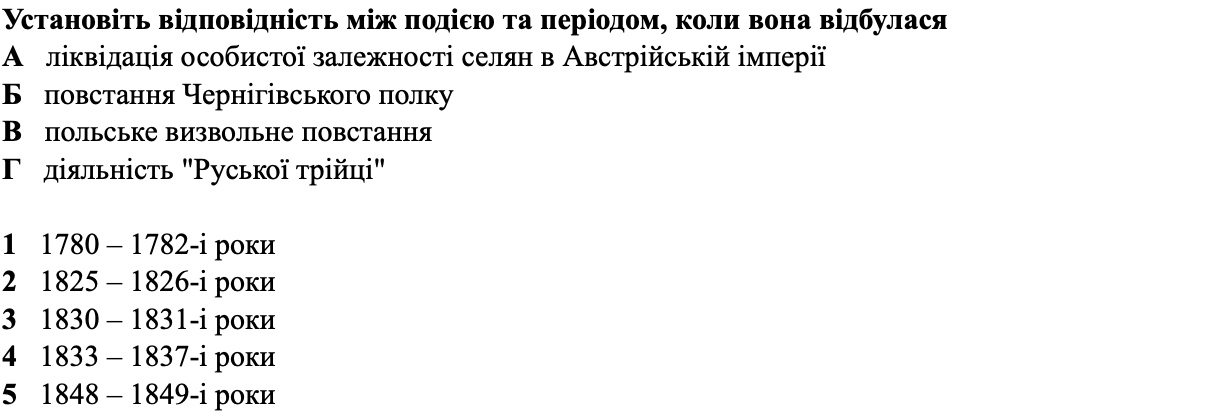 Установіть відповідність між подією та періодом, коли вона відбулася
А ліквідація особистої залежності селян в Австрійській імперії
Б повстання Чернігівського полку
В польське визвольне повстання
Г діяльність "Руської трійці"
1 1780 – 1782-і роки
2 1825 – 1826-і роки
3 1830 – 1831-і роки
4 1833 – 1837-і роки
5 1848 – 1849-і роки